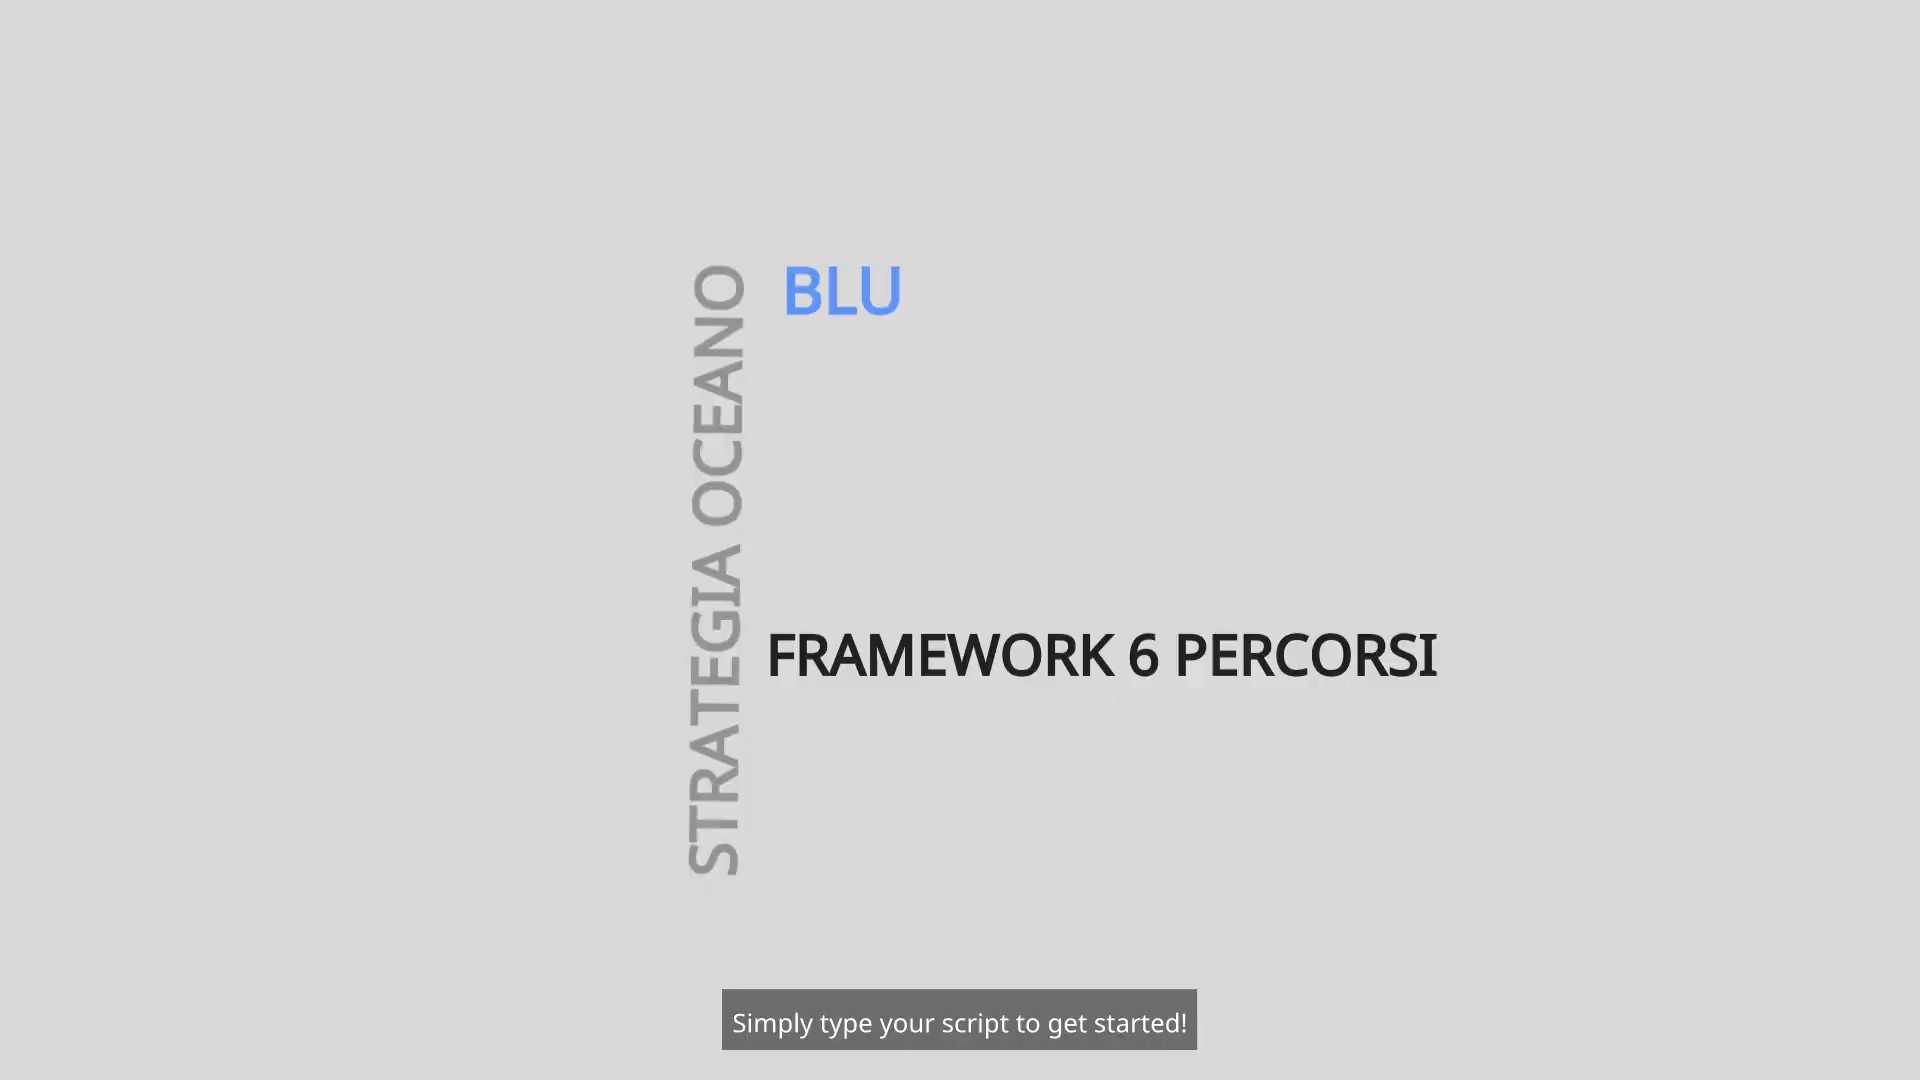 STRATEGIA OCEANO
BLU
FRAMEWORK 6 PERCORSI
Simply type your script to get started!